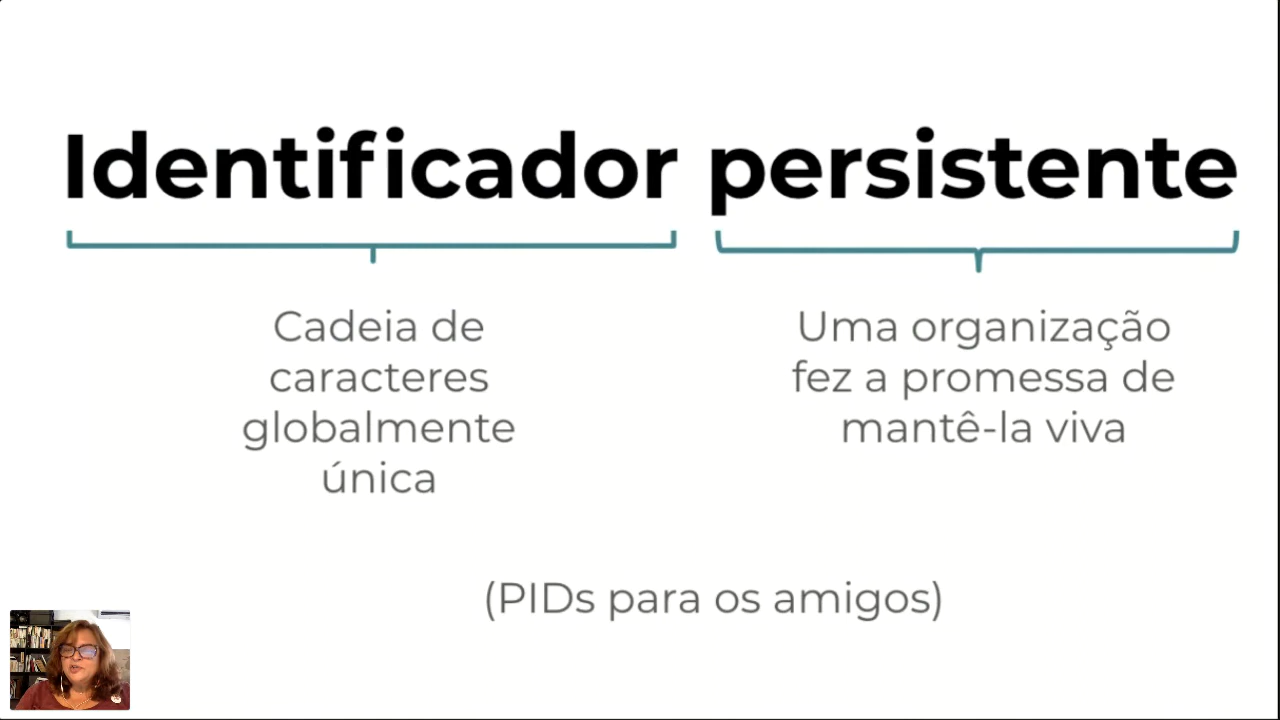 Identificador persistente
Cadeia de
caracteres
globalmente
única
Uma organização
fez a promessa de
mantê-la viva
(PIDs para os amigos)